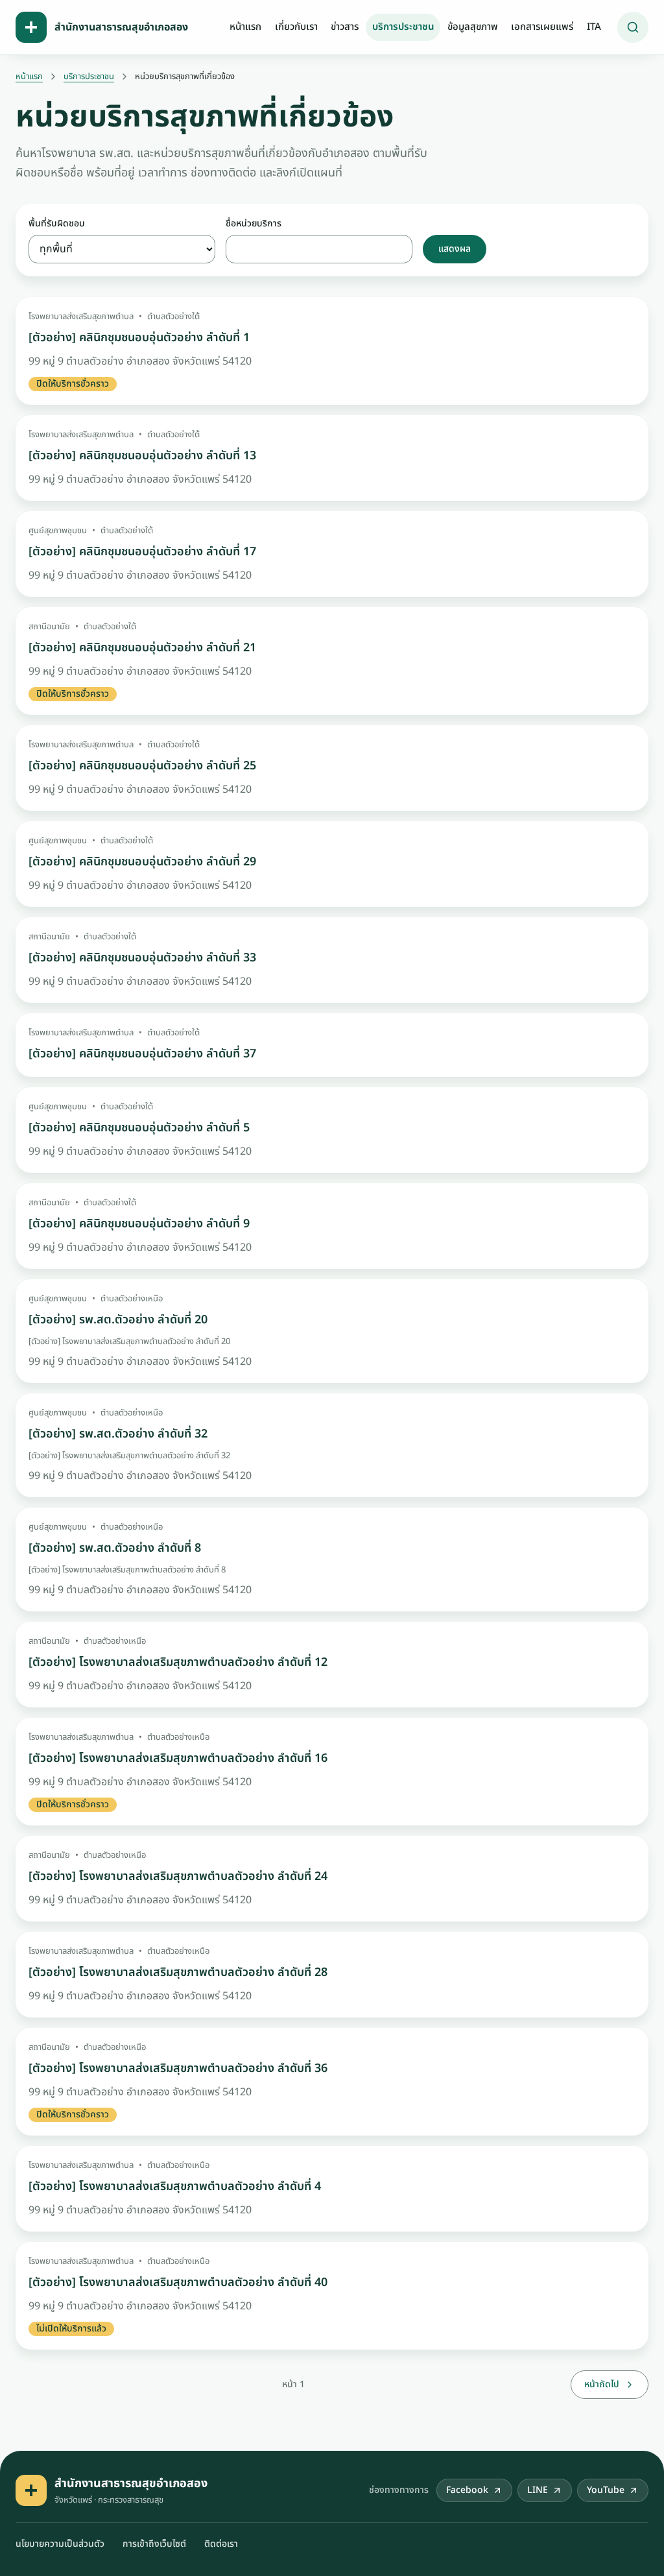 สำนักงานสาธารณสุขอำเภอสอง
หน้าแรก เกี่ยวกับเรา ข่าวสาร บริการประชาชน ข้อมูลสุขภาพ เอกสารเผยแพร่ ITA
หน้าแรก > บริการประชาชน > หน่วยบริการสุขภาพที่เกี่ยวข้อง
หน่วยบริการสุขภาพที่เกี่ยวข้อง
ค้นหาโรงพยาบาล รพ.สต. และหน่วยบริการสุขภาพอื่นที่เกี่ยวข้องกับอำเภอสอง ตามพื้นที่รับ
ผิดชอบหรือชื่อ พร้อมที่อยู่ เวลาทำการ ช่องทางติดต่อ และลิงก์เปิดแผนที่
พื้นที่รับผิดชอบ ชื่อหน่วยบริการ
ทุกพื้นที่ แสดงผล
โรงพยาบาลส่งเสริมสุขภาพตำบล • ตำบลตัวอย่างใต้
[ตัวอย่าง] คลินิกชุมชนอบอุ่นตัวอย่าง ลำดับที่ 1
99 หมู่ 9 ตำบลตัวอย่าง อำเภอสอง จังหวัดแพร่ 54120
ปิดให้บริการชั่วคราว
โรงพยาบาลส่งเสริมสุขภาพตำบล • ตำบลตัวอย่างใต้
[ตัวอย่าง] คลินิกชุมชนอบอุ่นตัวอย่าง ลำดับที่ 13
99 หมู่ 9 ตำบลตัวอย่าง อำเภอสอง จังหวัดแพร่ 54120
ศูนย์สุขภาพชุมชน • ตำบลตัวอย่างใต้
[ตัวอย่าง] คลินิกชุมชนอบอุ่นตัวอย่าง ลำดับที่ 17
99 หมู่ 9 ตำบลตัวอย่าง อำเภอสอง จังหวัดแพร่ 54120
สถานีอนามัย • ตำบลตัวอย่างใต้
[ตัวอย่าง] คลินิกชุมชนอบอุ่นตัวอย่าง ลำดับที่ 21
99 หมู่ 9 ตำบลตัวอย่าง อำเภอสอง จังหวัดแพร่ 54120
ปิดให้บริการชั่วคราว
โรงพยาบาลส่งเสริมสุขภาพตำบล • ตำบลตัวอย่างใต้
[ตัวอย่าง] คลินิกชุมชนอบอุ่นตัวอย่าง ลำดับที่ 25
99 หมู่ 9 ตำบลตัวอย่าง อำเภอสอง จังหวัดแพร่ 54120
ศูนย์สุขภาพชุมชน • ตำบลตัวอย่างใต้
[ตัวอย่าง] คลินิกชุมชนอบอุ่นตัวอย่าง ลำดับที่ 29
99 หมู่ 9 ตำบลตัวอย่าง อำเภอสอง จังหวัดแพร่ 54120
สถานีอนามัย • ตำบลตัวอย่างใต้
[ตัวอย่าง] คลินิกชุมชนอบอุ่นตัวอย่าง ลำดับที่ 33
99 หมู่ 9 ตำบลตัวอย่าง อำเภอสอง จังหวัดแพร่ 54120
โรงพยาบาลส่งเสริมสุขภาพตำบล • ตำบลตัวอย่างใต้
[ตัวอย่าง] คลินิกชุมชนอบอุ่นตัวอย่าง ลำดับที่ 37
ศูนย์สุขภาพชุมชน • ตำบลตัวอย่างใต้
[ตัวอย่าง] คลินิกชุมชนอบอุ่นตัวอย่าง ลำดับที่ 5
99 หมู่ 9 ตำบลตัวอย่าง อำเภอสอง จังหวัดแพร่ 54120
สถานีอนามัย • ตำบลตัวอย่างใต้
[ตัวอย่าง] คลินิกชุมชนอบอุ่นตัวอย่าง ลำดับที่ 9
99 หมู่ 9 ตำบลตัวอย่าง อำเภอสอง จังหวัดแพร่ 54120
ศูนย์สุขภาพชุมชน • ตำบลตัวอย่างเหนือ
[ตัวอย่าง] รพ.สต.ตัวอย่าง ลำดับที่ 20
[ตัวอย่าง] โรงพยาบาลส่งเสริมสุขภาพตำบลตัวอย่าง ลำดับที่ 20
99 หมู่ 9 ตำบลตัวอย่าง อำเภอสอง จังหวัดแพร่ 54120
ศูนย์สุขภาพชุมชน • ตำบลตัวอย่างเหนือ
[ตัวอย่าง] รพ.สต.ตัวอย่าง ลำดับที่ 32
[ตัวอย่าง] โรงพยาบาลส่งเสริมสุขภาพตำบลตัวอย่าง ลำดับที่ 32
99 หมู่ 9 ตำบลตัวอย่าง อำเภอสอง จังหวัดแพร่ 54120
ศูนย์สุขภาพชุมชน • ตำบลตัวอย่างเหนือ
[ตัวอย่าง] รพ.สต.ตัวอย่าง ลำดับที่ 8
[ตัวอย่าง] โรงพยาบาลส่งเสริมสุขภาพตำบลตัวอย่าง ลำดับที่ 8
99 หมู่ 9 ตำบลตัวอย่าง อำเภอสอง จังหวัดแพร่ 54120
สถานีอนามัย • ตำบลตัวอย่างเหนือ
[ตัวอย่าง] โรงพยาบาลส่งเสริมสุขภาพตำบลตัวอย่าง ลำดับที่ 12
99 หมู่ 9 ตำบลตัวอย่าง อำเภอสอง จังหวัดแพร่ 54120
โรงพยาบาลส่งเสริมสุขภาพตำบล • ตำบลตัวอย่างเหนือ
[ตัวอย่าง] โรงพยาบาลส่งเสริมสุขภาพตำบลตัวอย่าง ลำดับที่ 16
99 หมู่ 9 ตำบลตัวอย่าง อำเภอสอง จังหวัดแพร่ 54120
ปิดให้บริการชั่วคราว
สถานีอนามัย • ตำบลตัวอย่างเหนือ
[ตัวอย่าง] โรงพยาบาลส่งเสริมสุขภาพตำบลตัวอย่าง ลำดับที่ 24
99 หมู่ 9 ตำบลตัวอย่าง อำเภอสอง จังหวัดแพร่ 54120
โรงพยาบาลส่งเสริมสุขภาพตำบล • ตำบลตัวอย่างเหนือ
[ตัวอย่าง] โรงพยาบาลส่งเสริมสุขภาพตำบลตัวอย่าง ลำดับที่ 28
99 หมู่ 9 ตำบลตัวอย่าง อำเภอสอง จังหวัดแพร่ 54120
สถานีอนามัย • ตำบลตัวอย่างเหนือ
[ตัวอย่าง] โรงพยาบาลส่งเสริมสุขภาพตำบลตัวอย่าง ลำดับที่ 36
99 หมู่ 9 ตำบลตัวอย่าง อำเภอสอง จังหวัดแพร่ 54120
ปิดให้บริการชั่วคราว
โรงพยาบาลส่งเสริมสุขภาพตำบล • ตำบลตัวอย่างเหนือ
[ตัวอย่าง] โรงพยาบาลส่งเสริมสุขภาพตำบลตัวอย่าง ลำดับที่ 4
99 หมู่ 9 ตำบลตัวอย่าง อำเภอสอง จังหวัดแพร่ 54120
โรงพยาบาลส่งเสริมสุขภาพตำบล • ตำบลตัวอย่างเหนือ
[ตัวอย่าง] โรงพยาบาลส่งเสริมสุขภาพตำบลตัวอย่าง ลำดับที่ 40
99 หมู่ 9 ตำบลตัวอย่าง อำเภอสอง จังหวัดแพร่ 54120
ไม่เปิดให้บริการแล้ว
หน้า 1 หน้าถัดไป
สำนักงานสาธารณสุขอำเภอสอง
จังหวัดแพร่ · กระทรวงสาธารณสุข
ช่องทางทางการ Facebook LINE YouTube
นโยบายความเป็นส่วนตัว การเข้าถึงเว็บไซต์ ติดต่อเรา